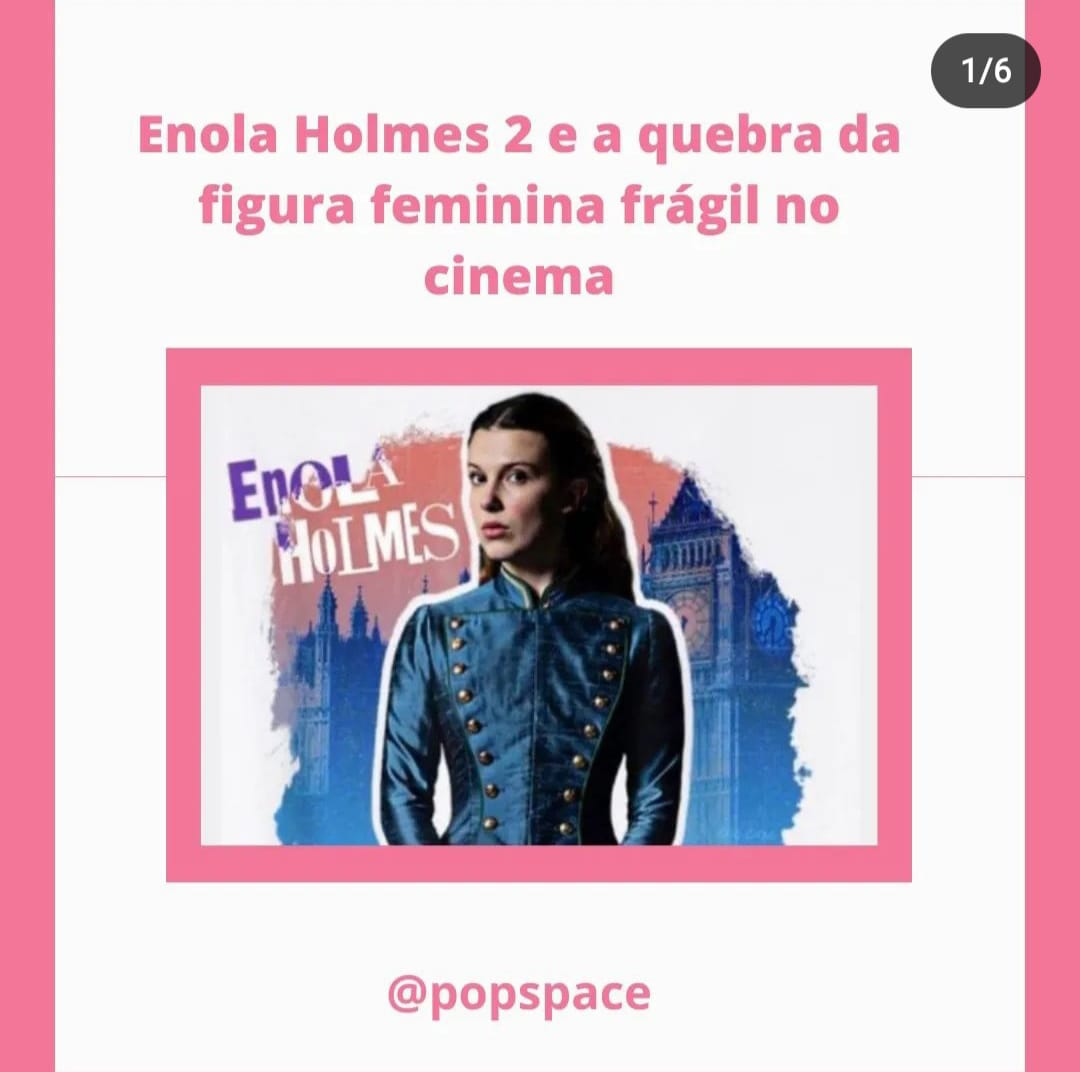 1/6
Enola Holmes 2 e a quebra da
figura feminina frágil no
cinema
EnOLA
HOLMES
@popspace